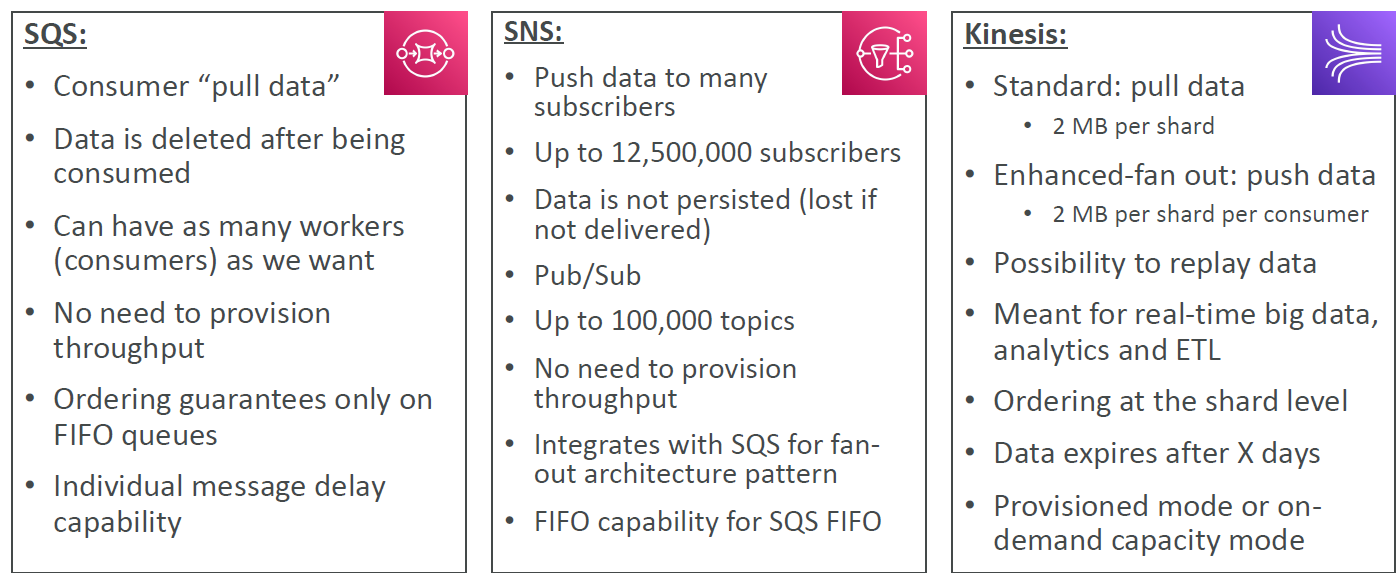 SQS:
• Consumer “pull data”
• Data is deleted after being
consumed
• Can have as many workers
(consumers) as we want
• No need to provision
throughput
• Ordering guarantees only on
FIFO queues
• Individual message delay
capability
SNS:
• Push data to many
subscribers
• Up to 12,500,000 subscribers
• Data is not persisted (lost if
not delivered)
• Pub/Sub
• Up to 100,000 topics
• No need to provision
throughput
• Integrates with SQS for fan-
out architecture pattern
• FIFO capability for SQS FIFO
Kinesis:
• Standard: pull data
• 2 MB per shard
• Enhanced-fan out: push data
• 2 MB per shard per consumer
• Possibility to replay data
• Meant for real-time big data,
analytics and ETL
• Ordering at the shard level
• Data expires after X days
• Provisioned mode or on-
demand capacity mode